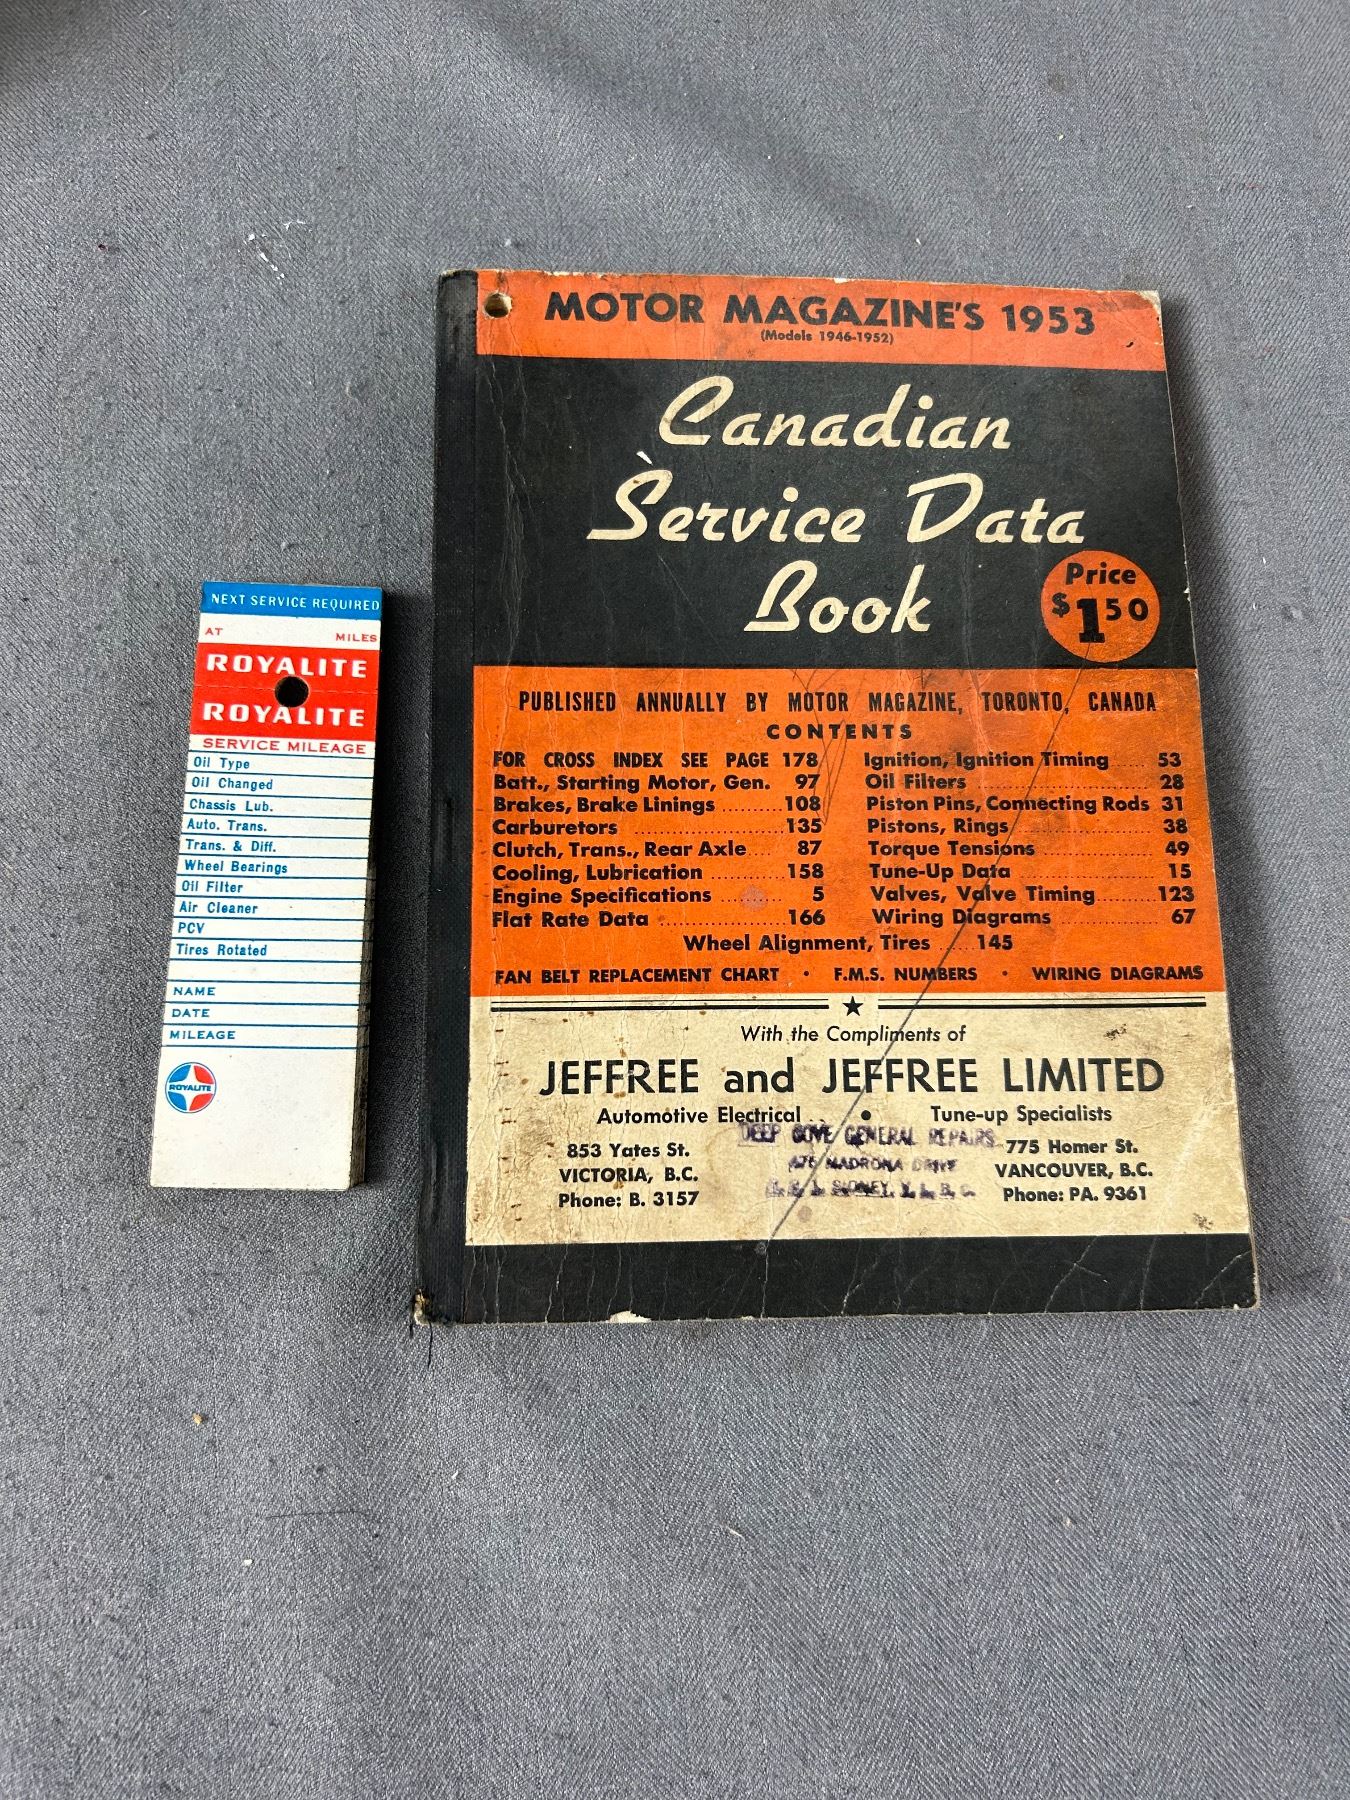 NEXT SERVICE REQUIRED
AT MILES
ROYALITE
ROYALITE
SERVICE MILEAGE
Oil Type
Oil Changed
Chassis Lub.
Auto. Trans.
Trans. & Diff.
Wheel Bearings
Oil Filter
Air Cleaner
PCV
Tires Rotated
NAME
DATE
MILEAGE
ROYALITE
MOTOR MAGAZINE'S 1953
(Models 1946-1952)
Canadian
Service Data
Book
Price
$1.50
PUBLISHED ANNUALLY BY MOTOR MAGAZINE, TORONTO, CANADA
CONTENTS
FOR CROSS INDEX SEE PAGE 178
Batt., Starting Motor, Gen. 97
Brakes, Brake Linings ......... 108
Carburetors ...................... 135
Clutch, Trans., Rear Axle.... 87
Cooling, Lubrication .......... 158
Engine Specifications ........ 5
Flat Rate Data .................. 166
Ignition, Ignition Timing ..... 53
Oil Filters ........................ 28
Piston Pins, Connecting Rods 31
Pistons, Rings .................. 38
Torque Tensions ................ 49
Tune-Up Data .................... 15
Valves, Valve Timing.......... 123
Wiring Diagrams ................ 67
Wheel Alignment, Tires ...... 145
FAN BELT REPLACEMENT CHART • F.M.S. NUMBERS • WIRING DIAGRAMS
With the Compliments of
JEFFREE and JEFFREE LIMITED
Automotive Electrical • Tune-up Specialists
853 Yates St.
VICTORIA, B.C.
Phone: B. 3157
DEEP COVE GENERAL REPAIRS
MADRONA DRIVE
SIDNEY, V. I., B. C.
775 Homer St.
VANCOUVER, B.C.
Phone: PA. 9361